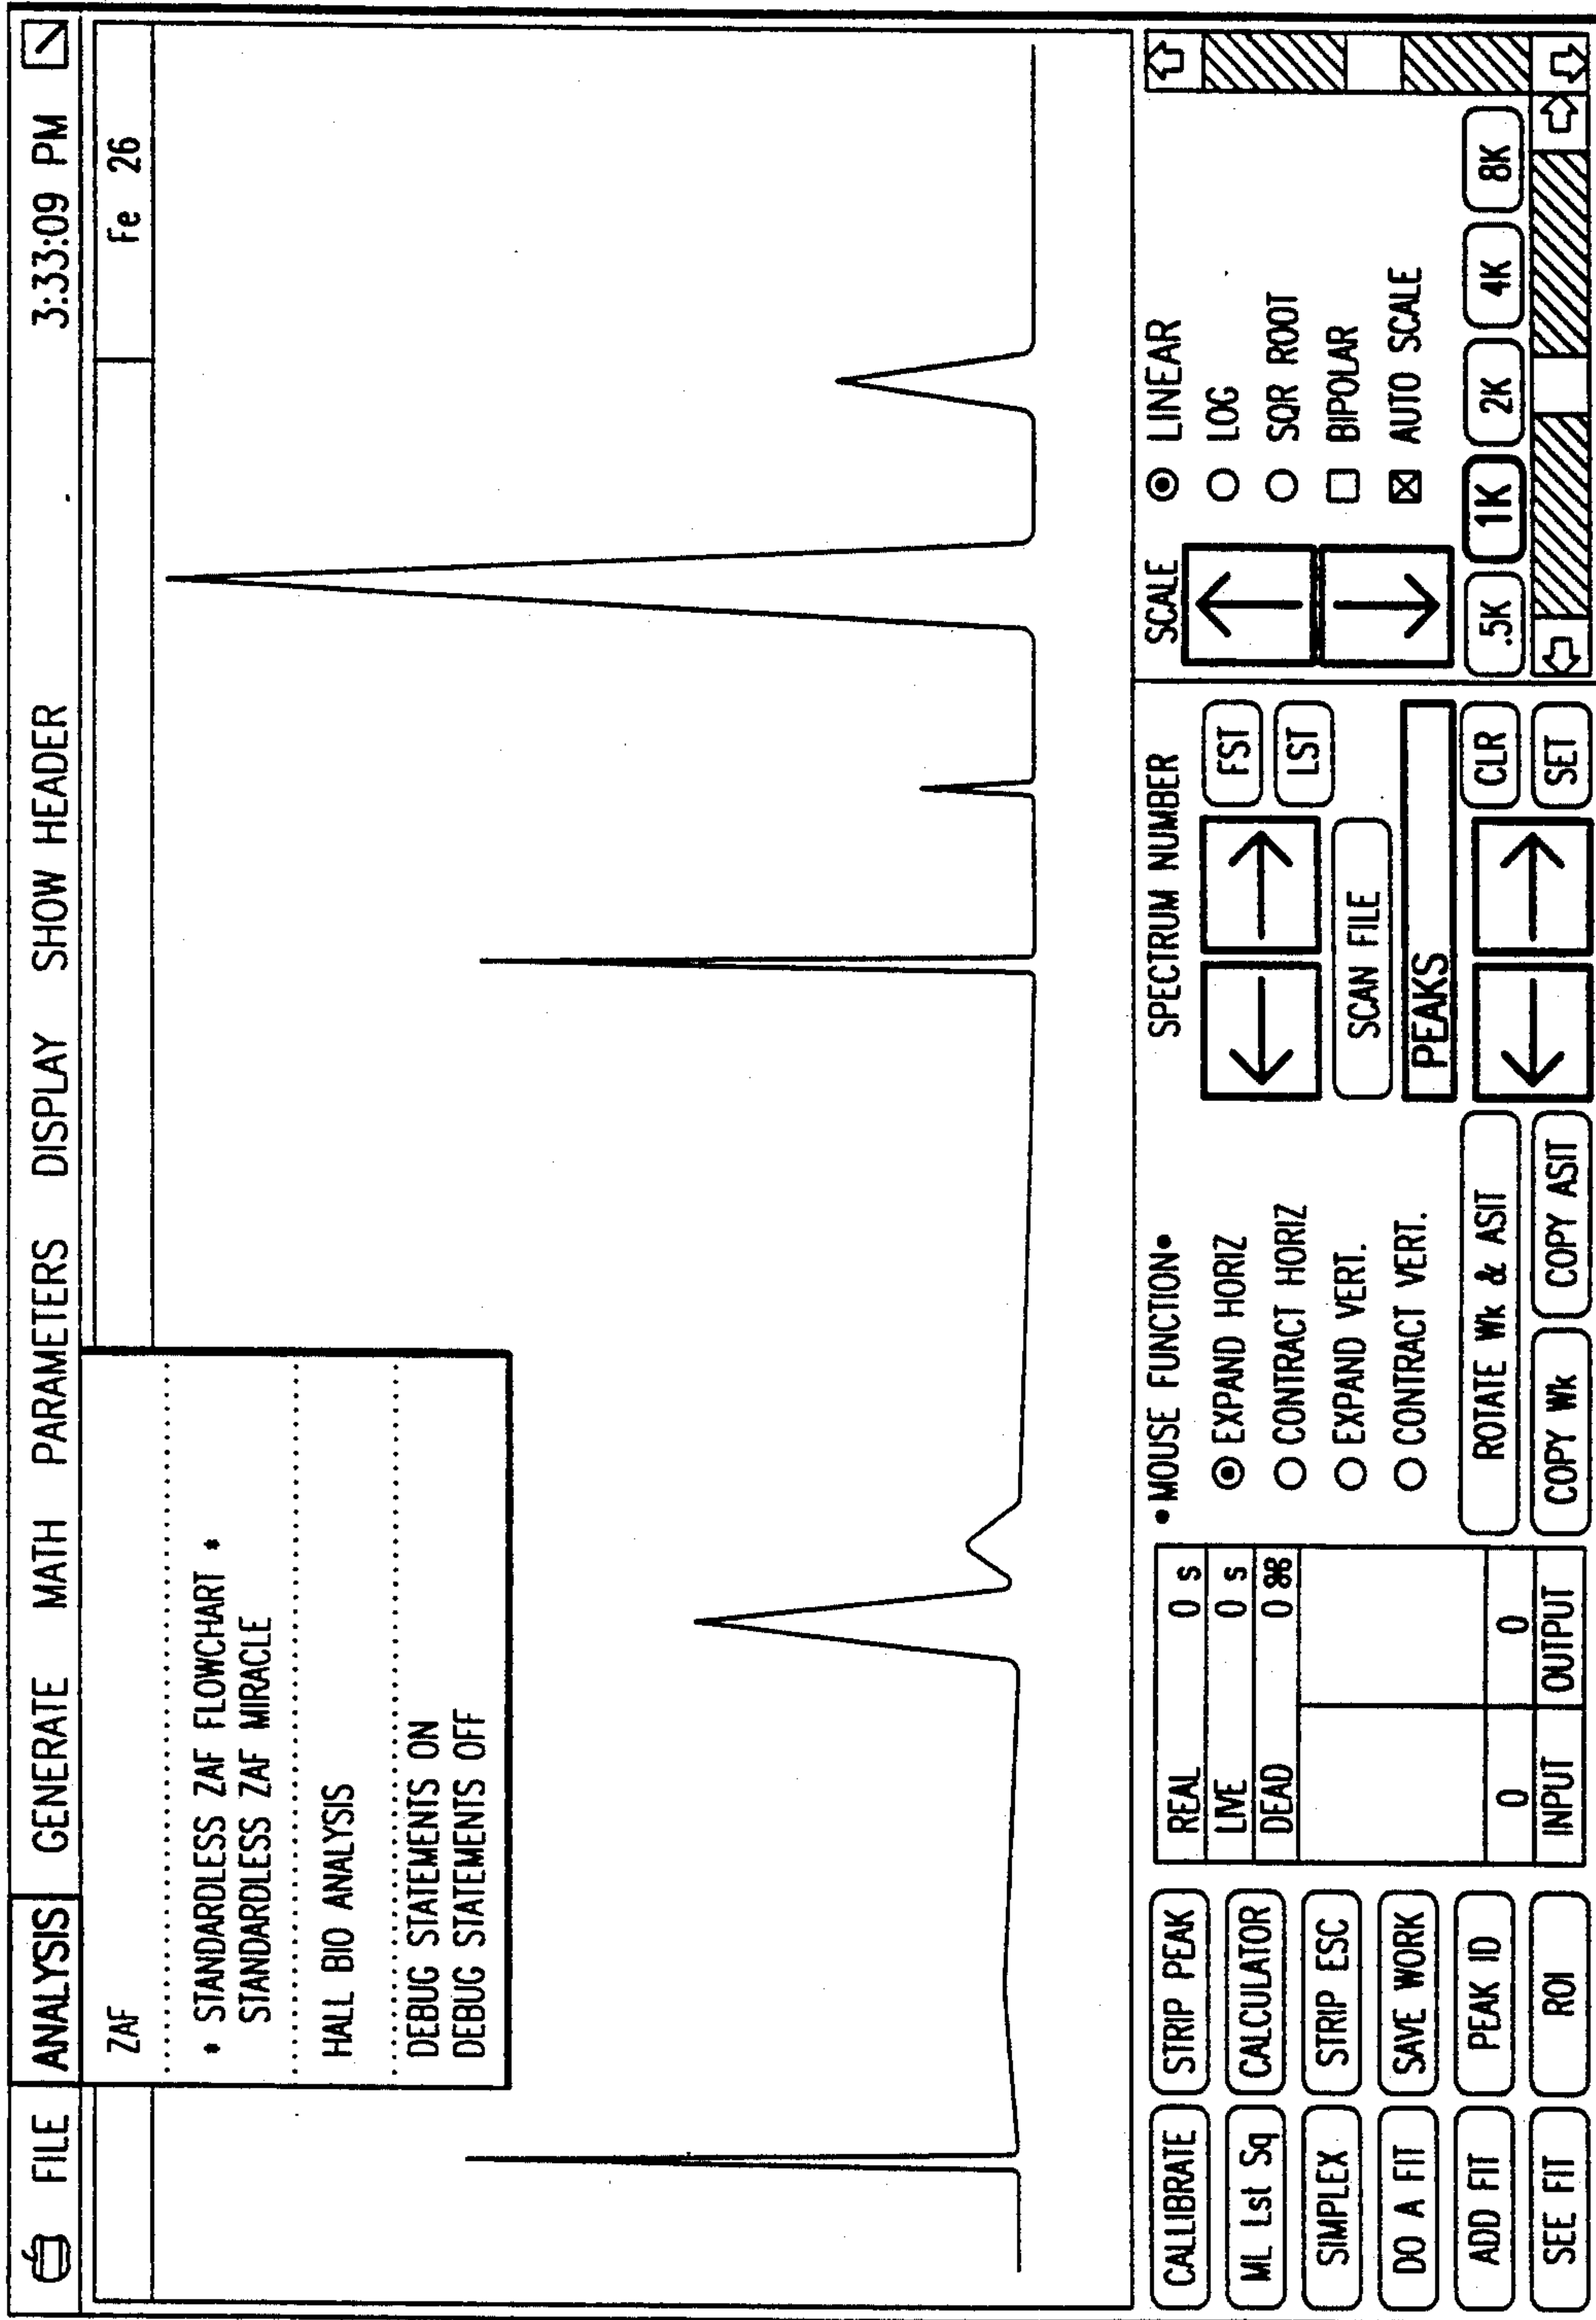 FILE ANALYSIS GENERATE MATH PARAMETERS DISPLAY SHOW HEADER 3:33:09 PM
Fe 26
ZAF
* STANDARDLESS ZAF FLOWCHART *
STANDARDLESS ZAF MIRACLE
HALL BIO ANALYSIS
DEBUG STATEMENTS ON
DEBUG STATEMENTS OFF
CALLIBRATE STRIP PEAK
ML Lst Sq CALCULATOR
SIMPLEX STRIP ESC
DO A FIT SAVE WORK
ADD FIT PEAK ID
SEE FIT ROI
REAL 0 s
LIVE 0 s
DEAD 0 %
0 0
INPUT OUTPUT
•MOUSE FUNCTION•
EXPAND HORIZ
CONTRACT HORIZ
EXPAND VERT.
CONTRACT VERT.
ROTATE Wk & ASIT
COPY Wk COPY ASIT
SPECTRUM NUMBER
FST
LST
SCAN FILE
PEAKS
CLR
SET
SCALE
LINEAR
LOG
SQR ROOT
BIPOLAR
AUTO SCALE
.5K 1K 2K 4K 8K